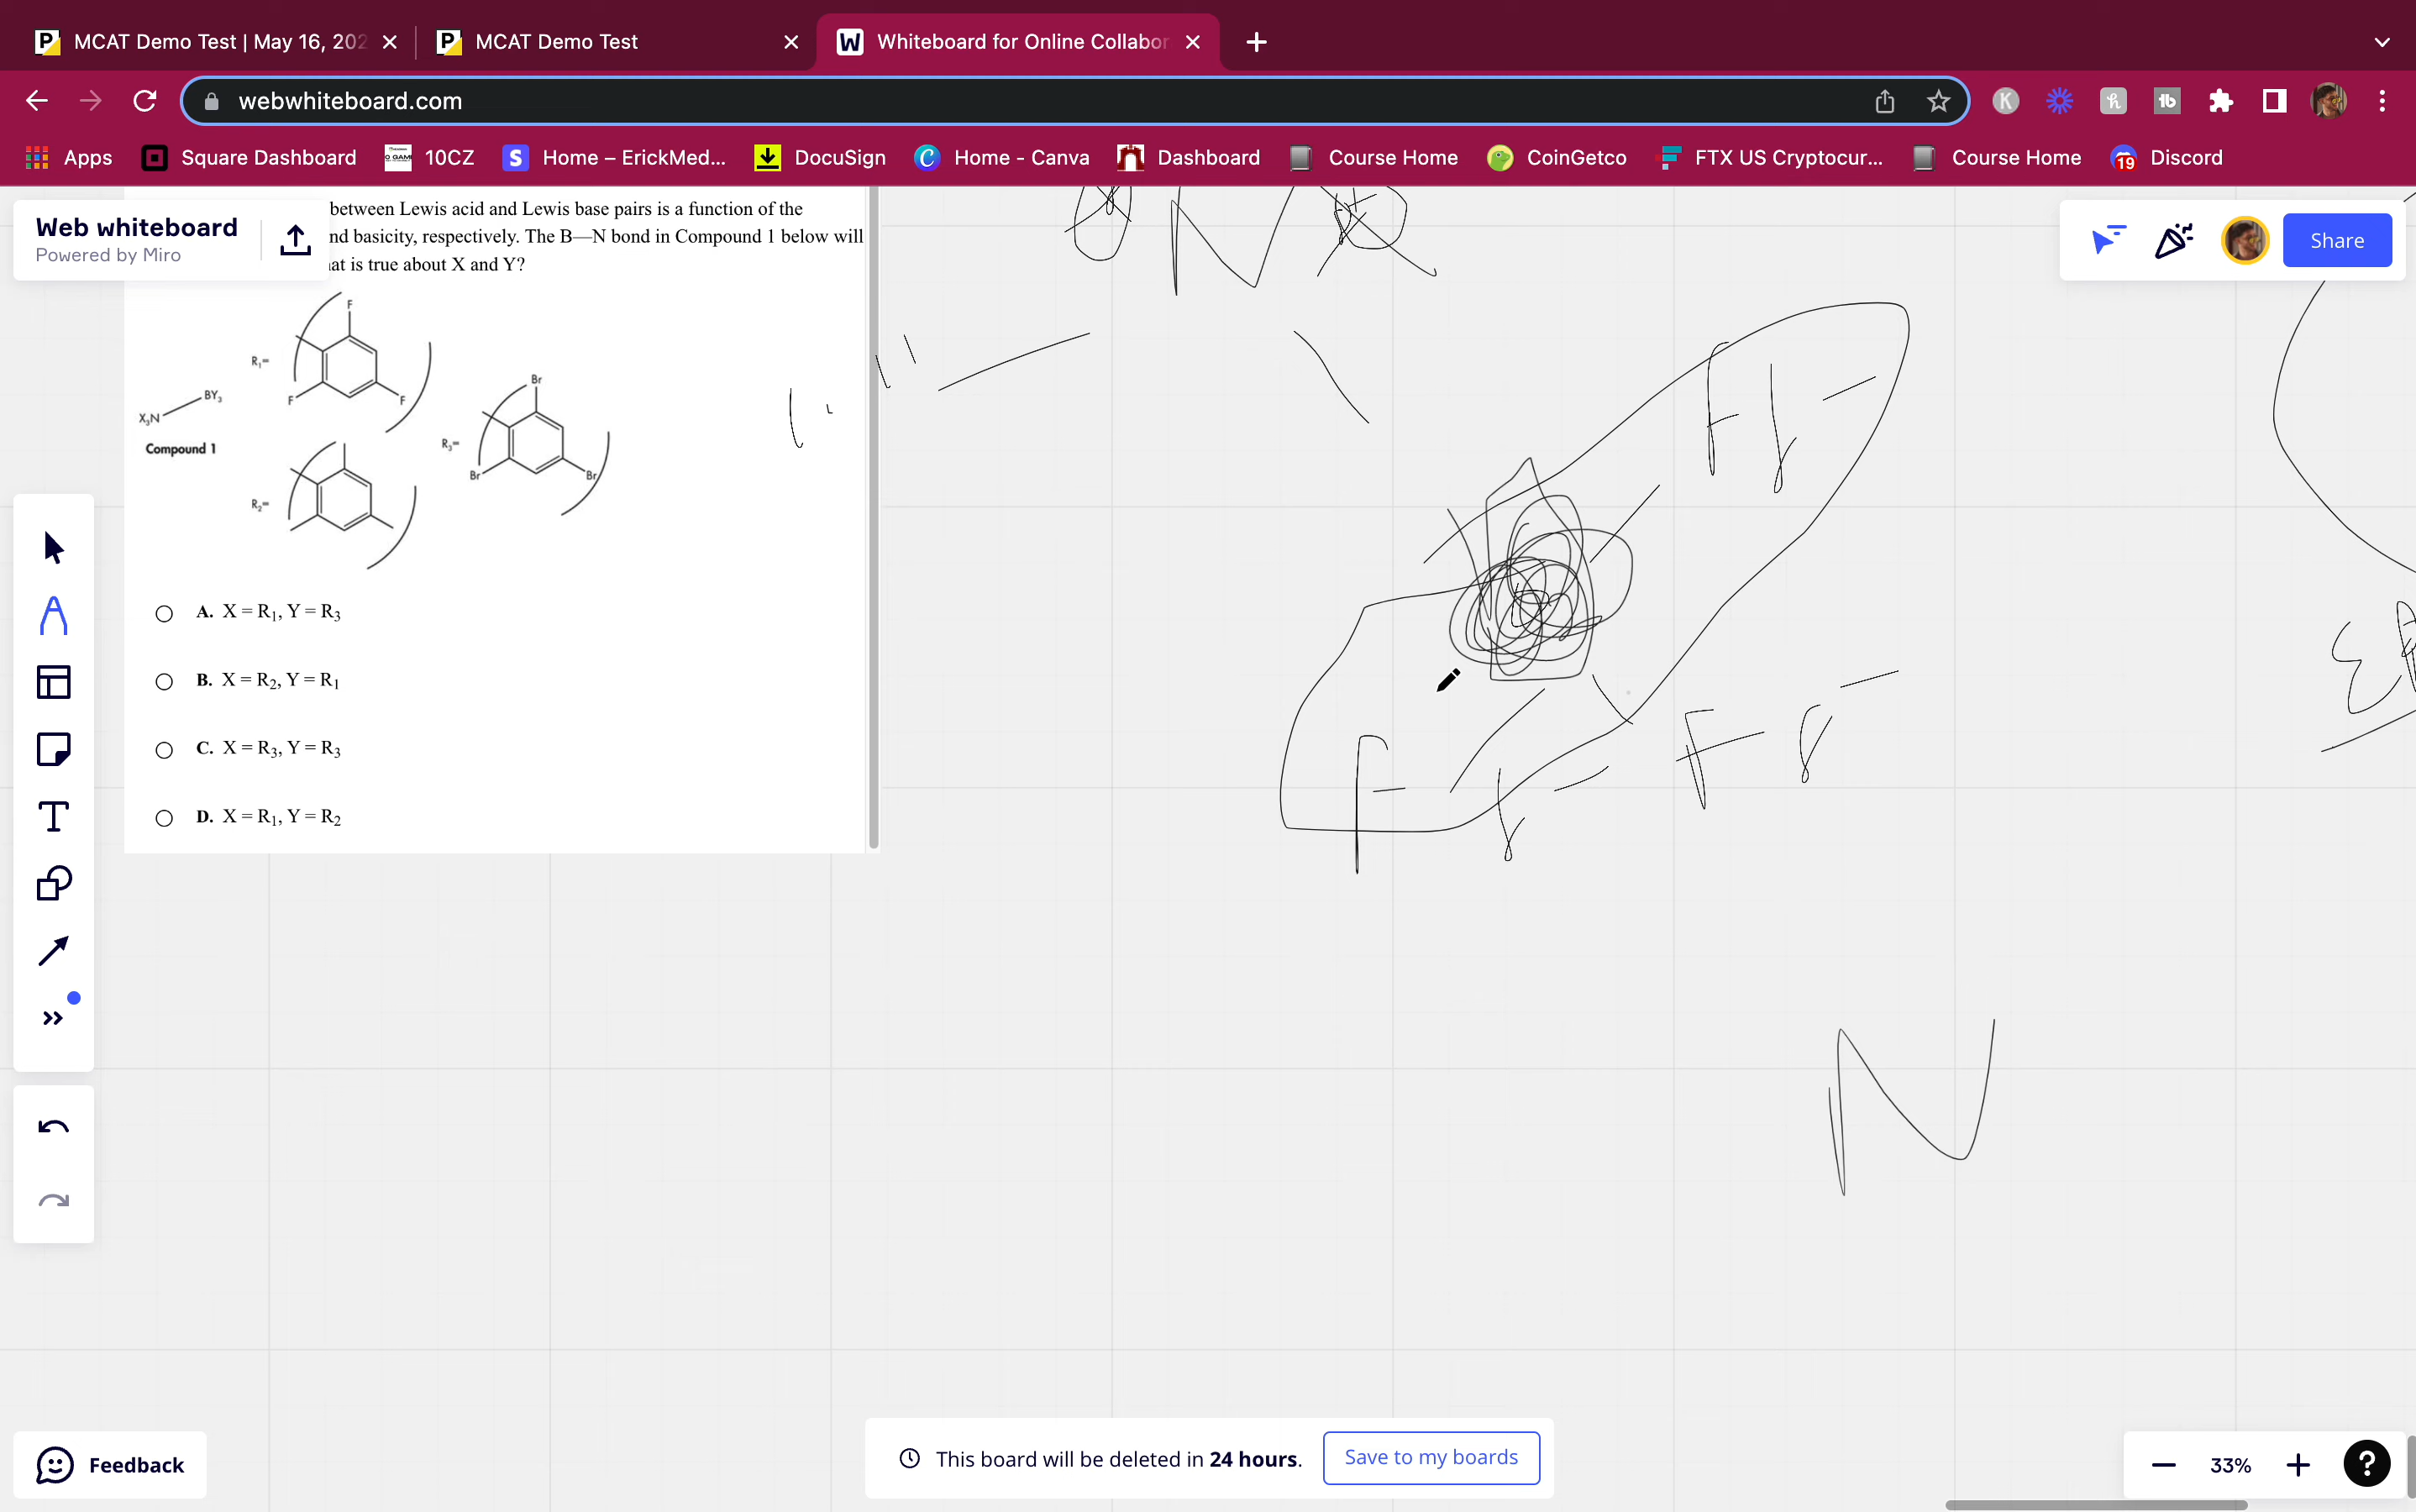 MCAT Demo Test | May 16, 202
MCAT Demo Test
Whiteboard for Online Collabor
webwhiteboard.com
Apps
Square Dashboard
10CZ
Home – ErickMed...
DocuSign
Home - Canva
Dashboard
Course Home
CoinGetco
FTX US Cryptocur...
Course Home
19
Discord
Web whiteboard
Powered by Miro
Share
between Lewis acid and Lewis base pairs is a function of the
nd basicity, respectively. The B—N bond in Compound 1 below will
at is true about X and Y?
F
R₁=
F
F
BY₃
X₃N
Compound 1
Br
R₃=
Br
Br
R₂=
A. X = R₁, Y = R₃
B. X = R₂, Y = R₁
C. X = R₃, Y = R₃
D. X = R₁, Y = R₂
N
F δ-
F δ-
F δ-
N
T
Feedback
This board will be deleted in 24 hours.
Save to my boards
33%
?